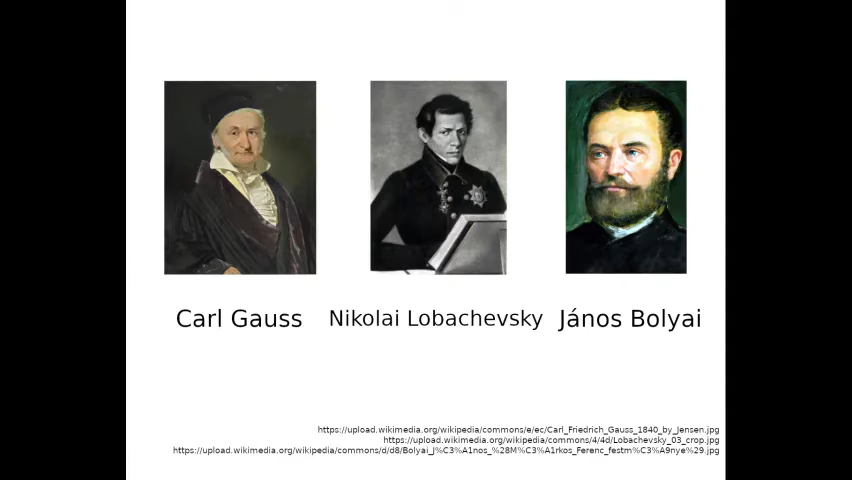 Carl Gauss Nikolai Lobachevsky János Bolyai
https://upload.wikimedia.org/wikipedia/commons/e/ec/Carl_Friedrich_Gauss_1840_by_Jensen.jpg
https://upload.wikimedia.org/wikipedia/commons/4/4d/Lobachevsky_03_crop.jpg
https://upload.wikimedia.org/wikipedia/commons/d/d8/Bolyai_J%C3%A1nos_%28M%C3%A1rkos_Ferenc_festm%C3%A9nye%29.jpg